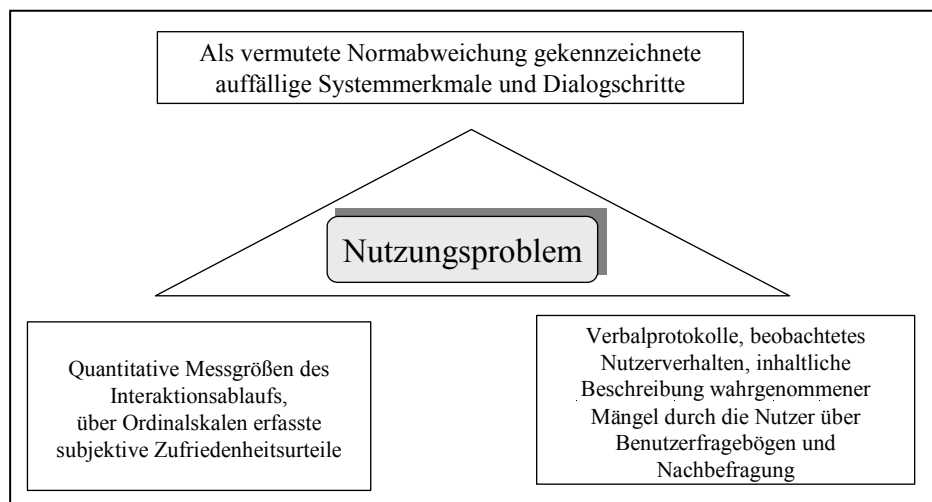 Als vermutete Normabweichung gekennzeichnete
auffällige Systemmerkmale und Dialogschritte
Nutzungsproblem
Quantitative Messgrößen des
Interaktionsablaufs,
über Ordinalskalen erfasste
subjektive Zufriedenheitsurteile
Verbalprotokolle, beobachtetes
Nutzerverhalten, inhaltliche
Beschreibung wahrgenommener
Mängel durch die Nutzer über
Benutzerfragebögen und
Nachbefragung